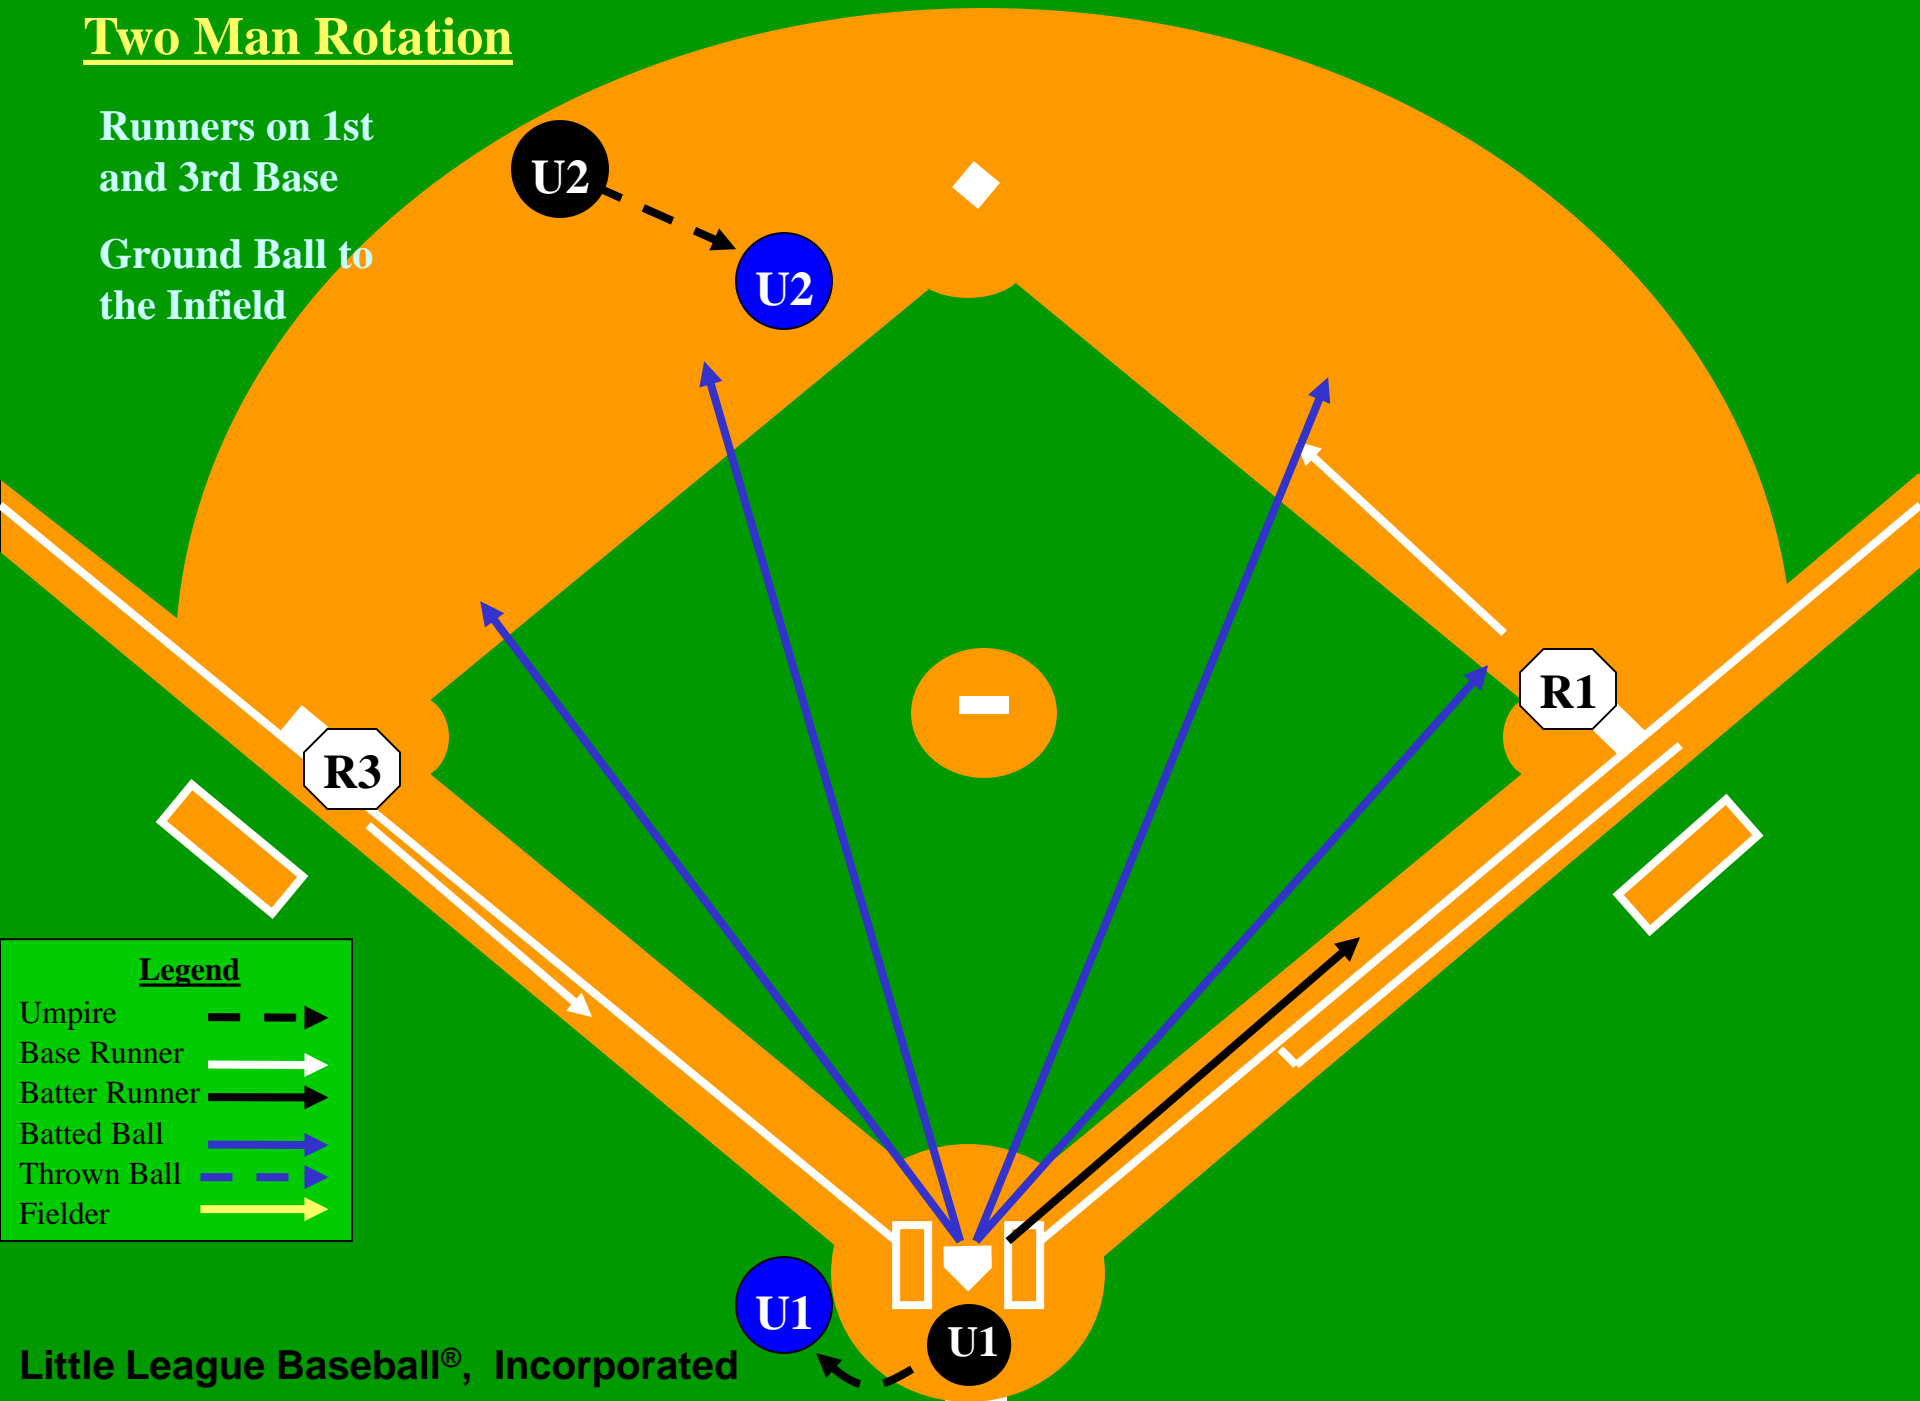 Two Man Rotation
Runners on 1st
and 3rd Base
Ground Ball to
the Infield
U2
U2
R1
R3
Legend
Umpire
Base Runner
Batter Runner
Batted Ball
Thrown Ball
Fielder
U1
U1
Little League Baseball®, Incorporated